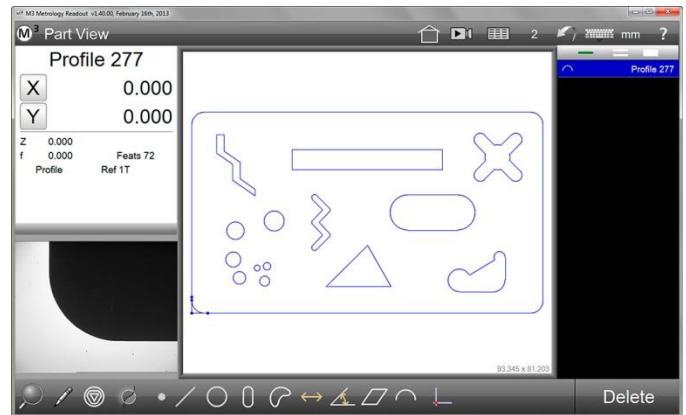 M³ Metrology Readout v1.40.00, February 16th, 2013
M³ Part View
2
mm
?
Profile 277
X 0.000
Y 0.000
Z 0.000
f 0.000 Feats 72
Profile Ref 1T
Profile 277
93.345 x 81.203
Delete